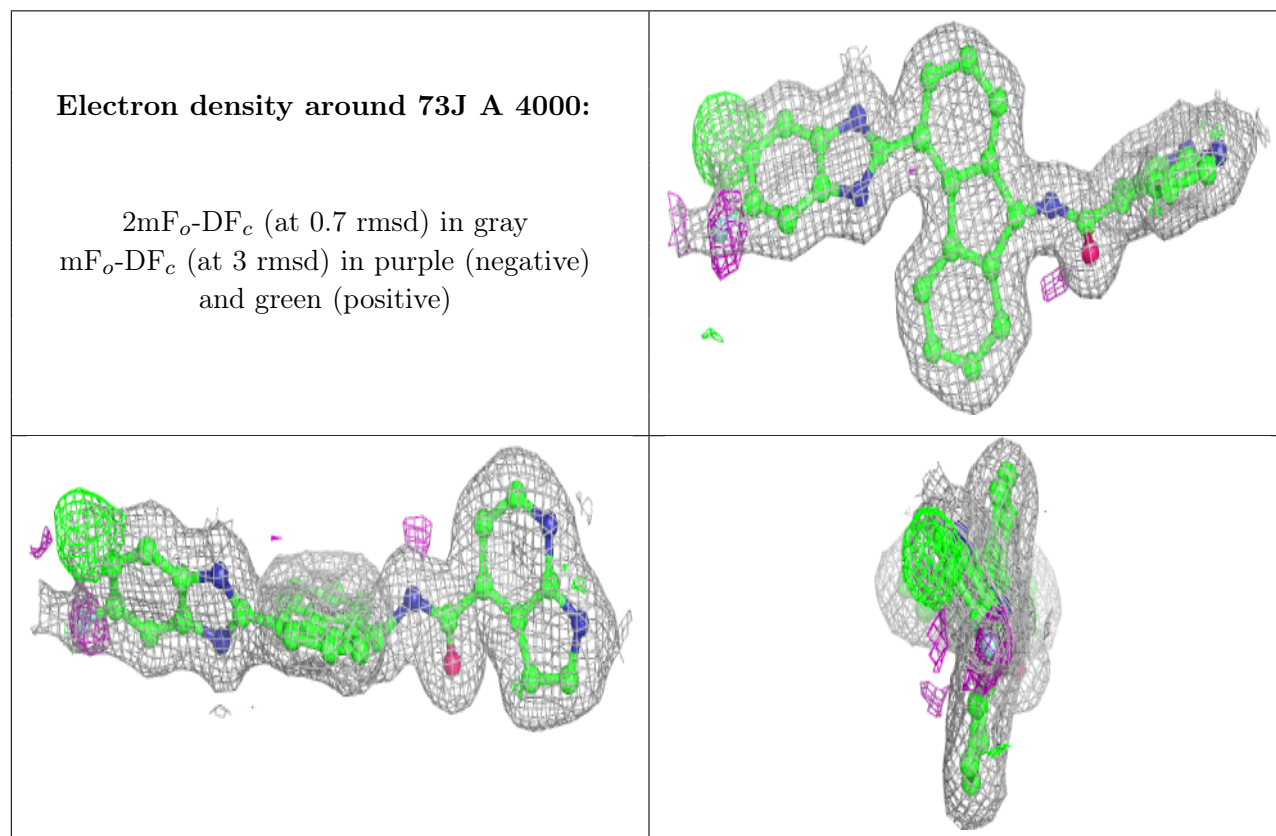 Electron density around 73J A 4000:
2mFo-DFc (at 0.7 rmsd) in gray
mFo-DFc (at 3 rmsd) in purple (negative)
and green (positive)